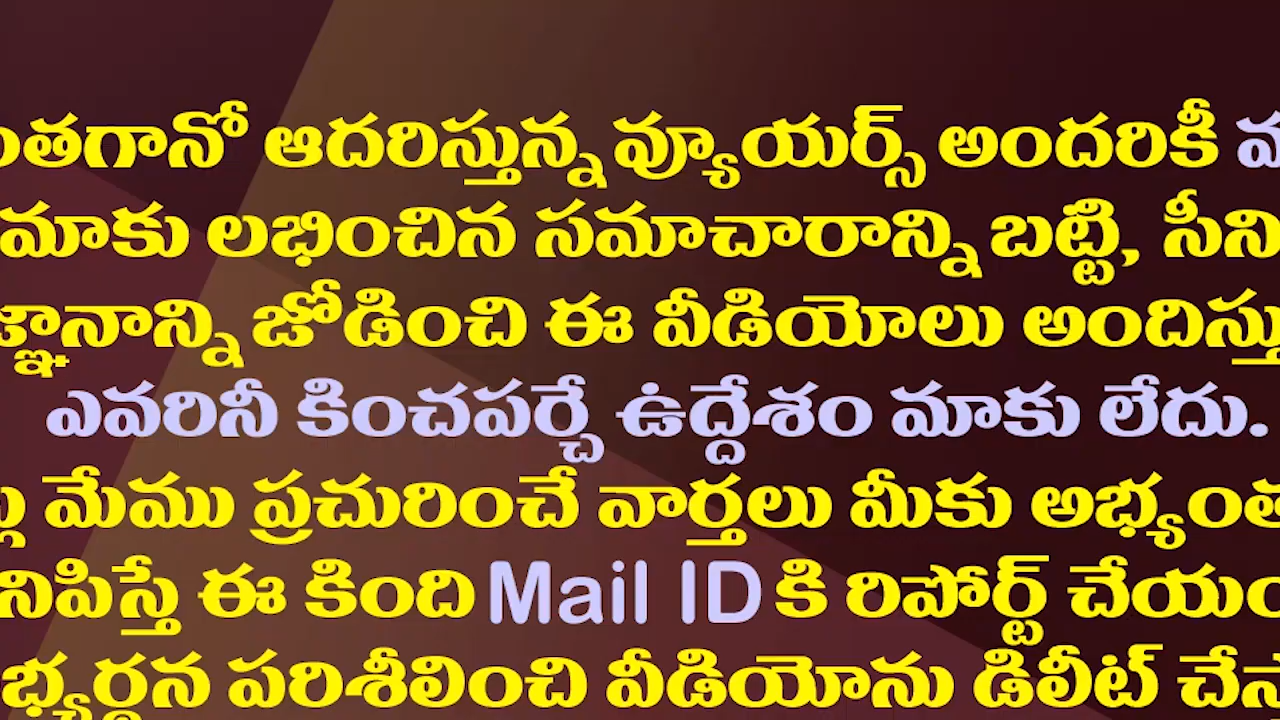 ఆదరిస్తున్న వ్యూయర్స్ అందరికీ
మాకు లభించిన సమాచారాన్ని బట్టి,
జోడించి ఈ వీడియోలు
ఎవరినీ కించపర్చే ఉద్దేశం మాకు లేదు.
మేము ప్రచురించే వార్తలు మీకు
ఈ కింది Mail ID కి రిపోర్ట్
పరిశీలించి వీడియోను డిలీట్